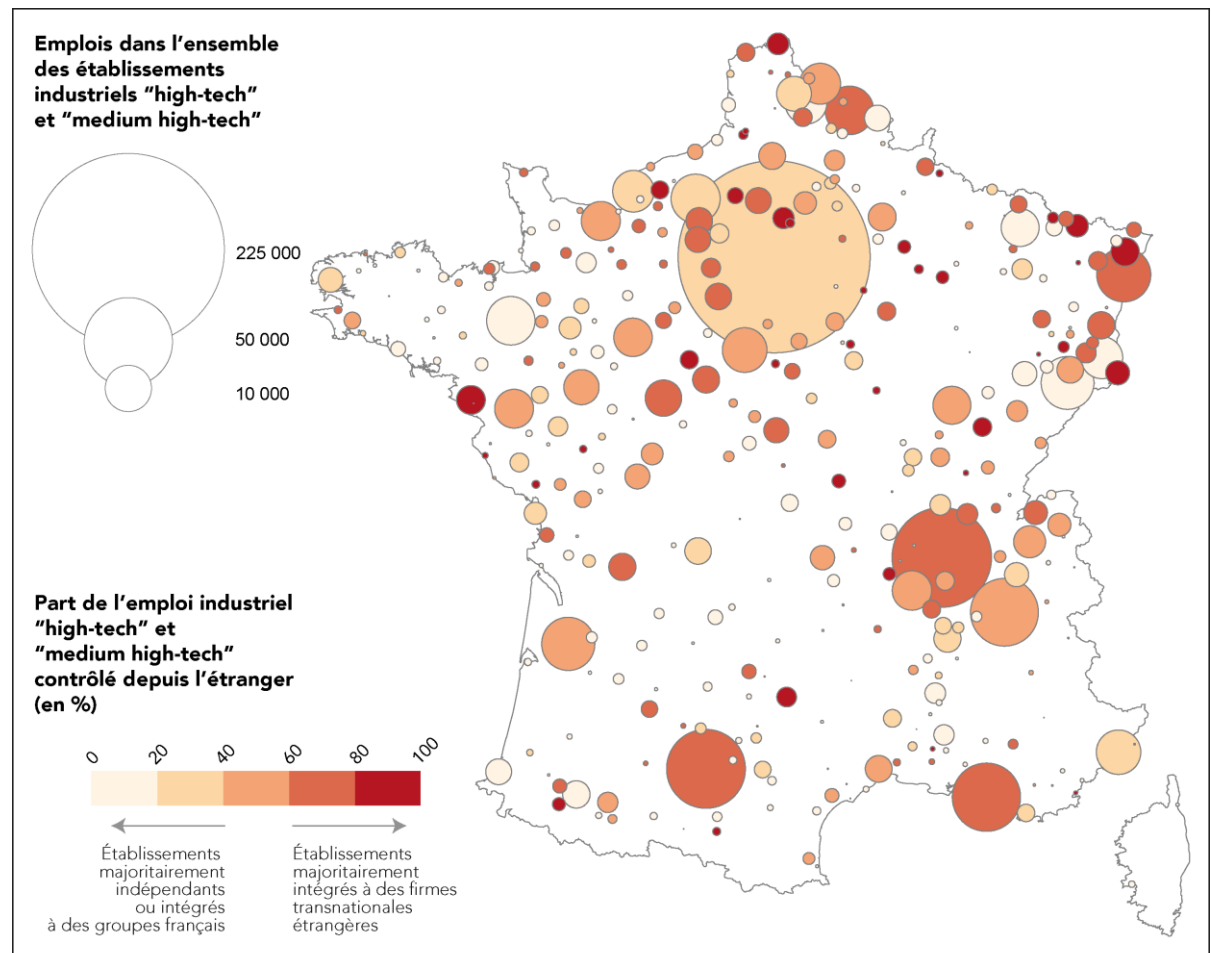 Emplois dans l’ensemble
des établissements
industriels “high-tech”
et “medium high-tech”
225 000
50 000
10 000
Part de l’emploi industriel
“high-tech” et
“medium high-tech”
contrôlé depuis l’étranger
(en %)
0
20
40
60
80
100
Établissements
majoritairement
indépendants
ou intégrés
à des groupes français
Établissements
majoritairement
intégrés à des firmes
transnationales
étrangères